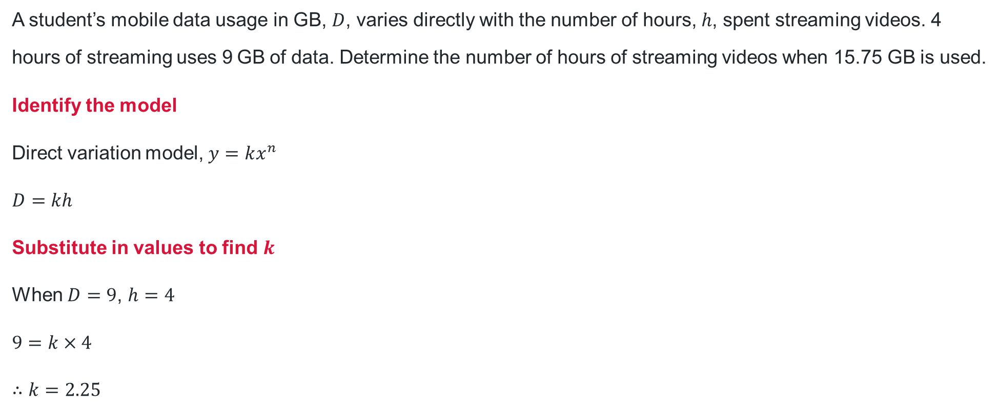 A student’s mobile data usage in GB, D, varies directly with the number of hours, h, spent streaming videos. 4
hours of streaming uses 9 GB of data. Determine the number of hours of streaming videos when 15.75 GB is used.
Identify the model
Direct variation model, y = kxⁿ
D = kh
Substitute in values to find k
When D = 9, h = 4
9 = k × 4
∴ k = 2.25